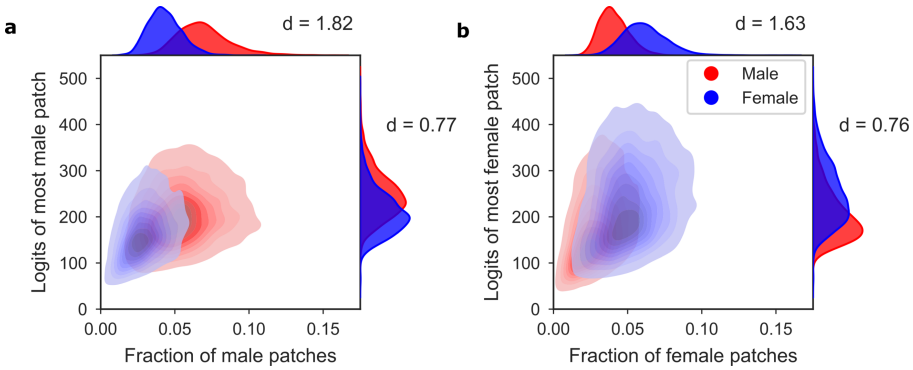 a
d = 1.82
d = 0.77
500
400
300
200
100
0
Logits of most male patch
0.00 0.05 0.10 0.15
Fraction of male patches
b
d = 1.63
d = 0.76
Male
Female
500
400
300
200
100
0
Logits of most female patch
0.00 0.05 0.10 0.15
Fraction of female patches